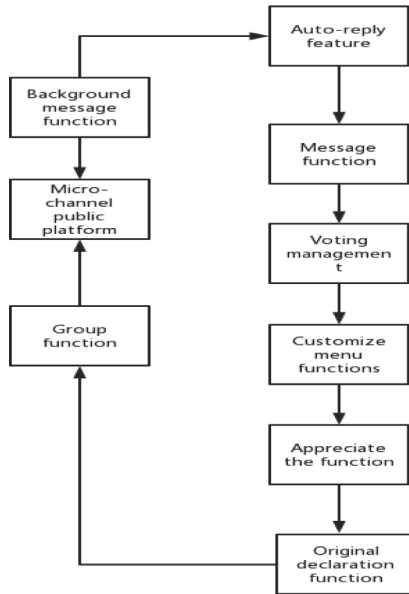 Auto-reply
feature
Background
message
function
Message
function
Micro-
channel
public
platform
Voting
managemen
t
Group
function
Customize
menu
functions
Appreciate
the function
Original
declaration
function